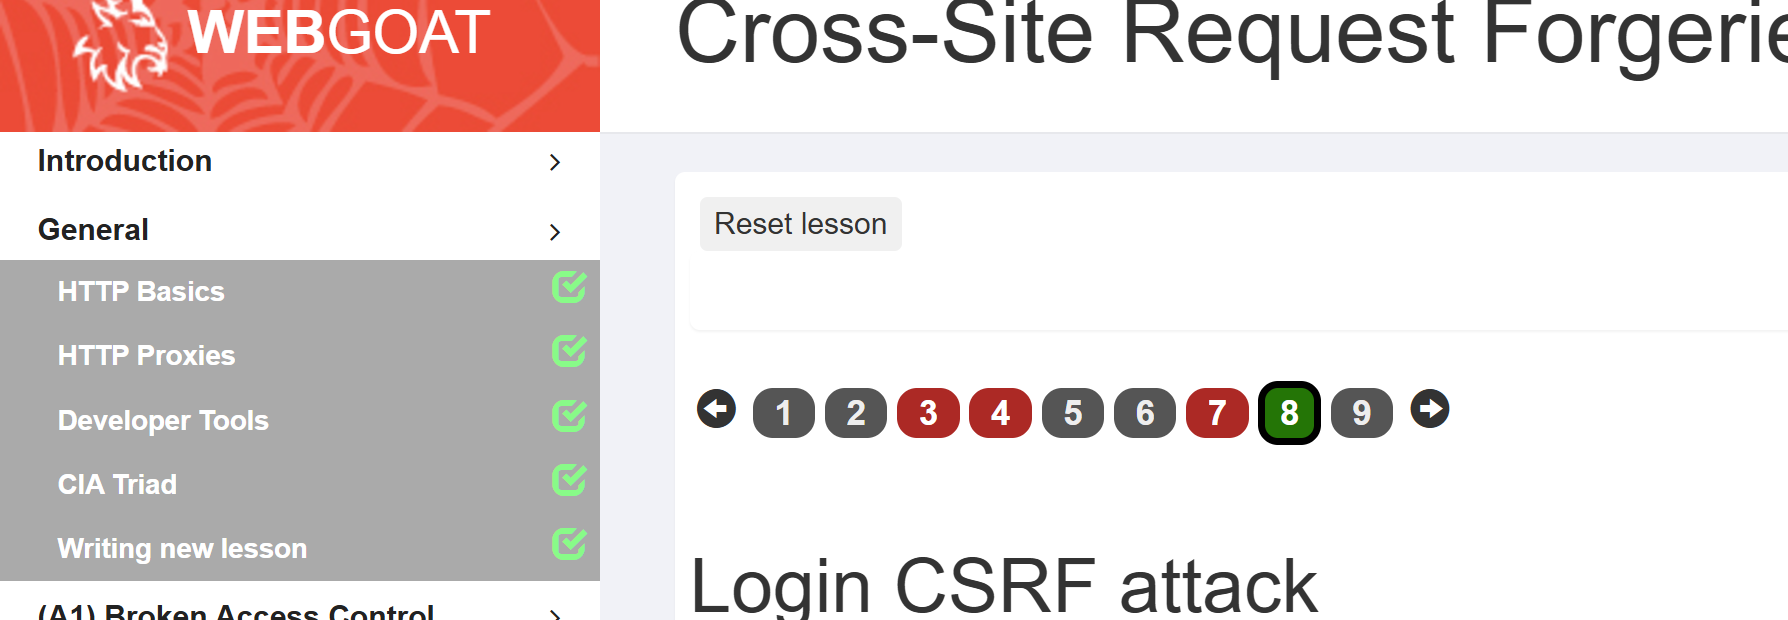 WEBGOAT
Cross-Site Request Forgerie
Introduction
General
HTTP Basics
HTTP Proxies
Developer Tools
CIA Triad
Writing new lesson
(A1) Broken Access Control
Reset lesson
1 2 3 4 5 6 7 8 9
Login CSRF attack